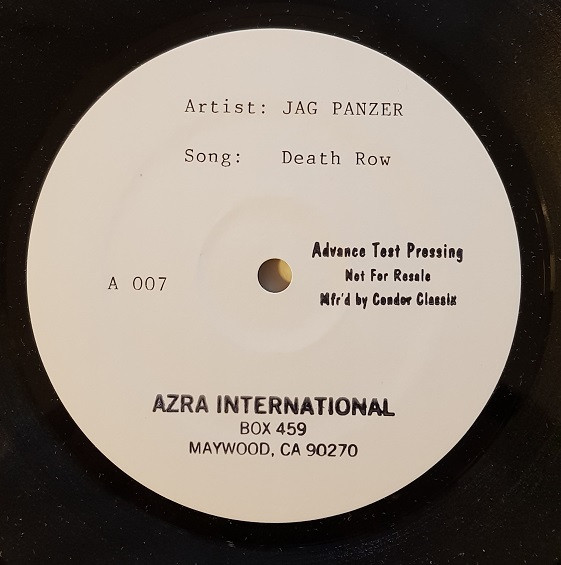 Artist: JAG PANZER
Song: Death Row
Advance Test Pressing
Not For Resale
Mfr'd by Condor Classix
A 007
AZRA INTERNATIONAL
BOX 459
MAYWOOD, CA 90270